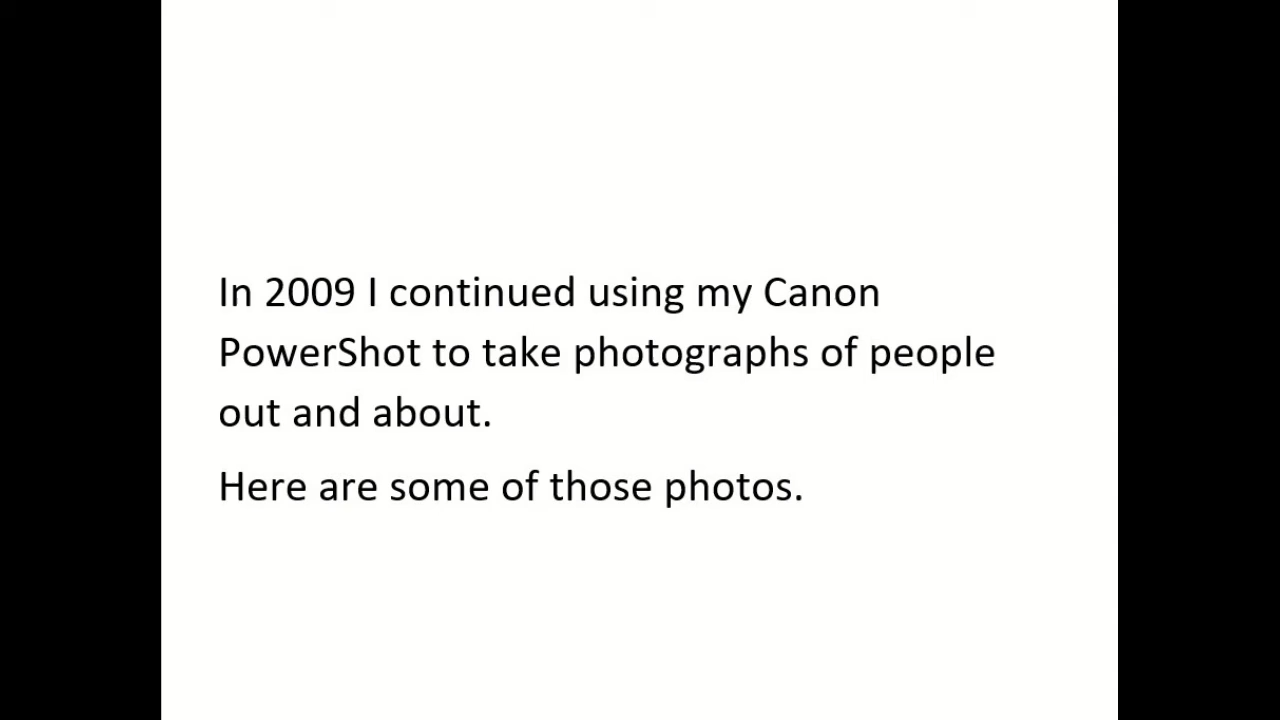 In 2009 I continued using my Canon
PowerShot to take photographs of people
out and about.
Here are some of those photos.